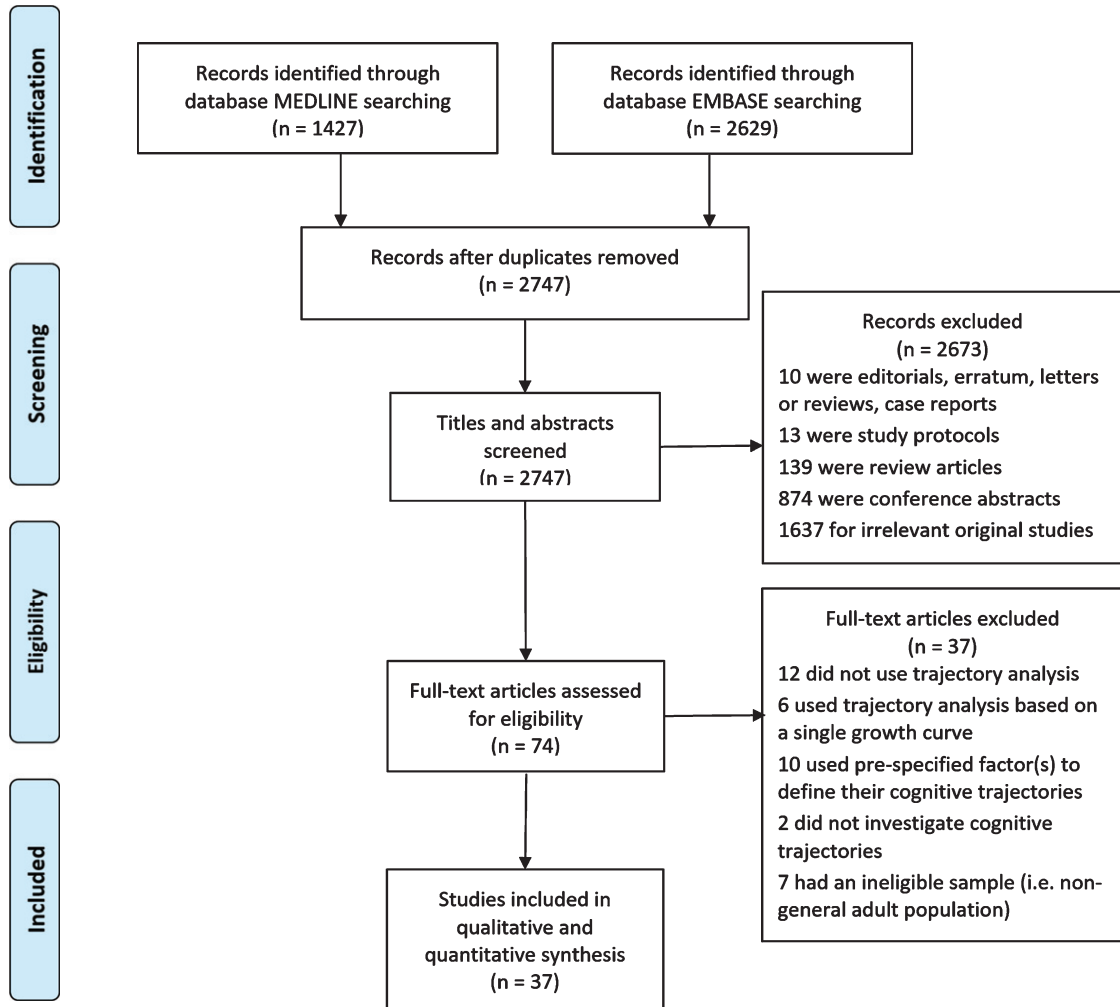 Identification
Records identified through
database MEDLINE searching
(n = 1427)
Records identified through
database EMBASE searching
(n = 2629)
Records after duplicates removed
(n = 2747)
Screening
Titles and abstracts
screened
(n = 2747)
Records excluded
(n = 2673)
10 were editorials, erratum, letters
or reviews, case reports
13 were study protocols
139 were review articles
874 were conference abstracts
1637 for irrelevant original studies
Eligibility
Full-text articles assessed
for eligibility
(n = 74)
Full-text articles excluded
(n = 37)
12 did not use trajectory analysis
6 used trajectory analysis based on
a single growth curve
10 used pre-specified factor(s) to
define their cognitive trajectories
2 did not investigate cognitive
trajectories
7 had an ineligible sample (i.e. non-
general adult population)
Included
Studies included in
qualitative and
quantitative synthesis
(n = 37)